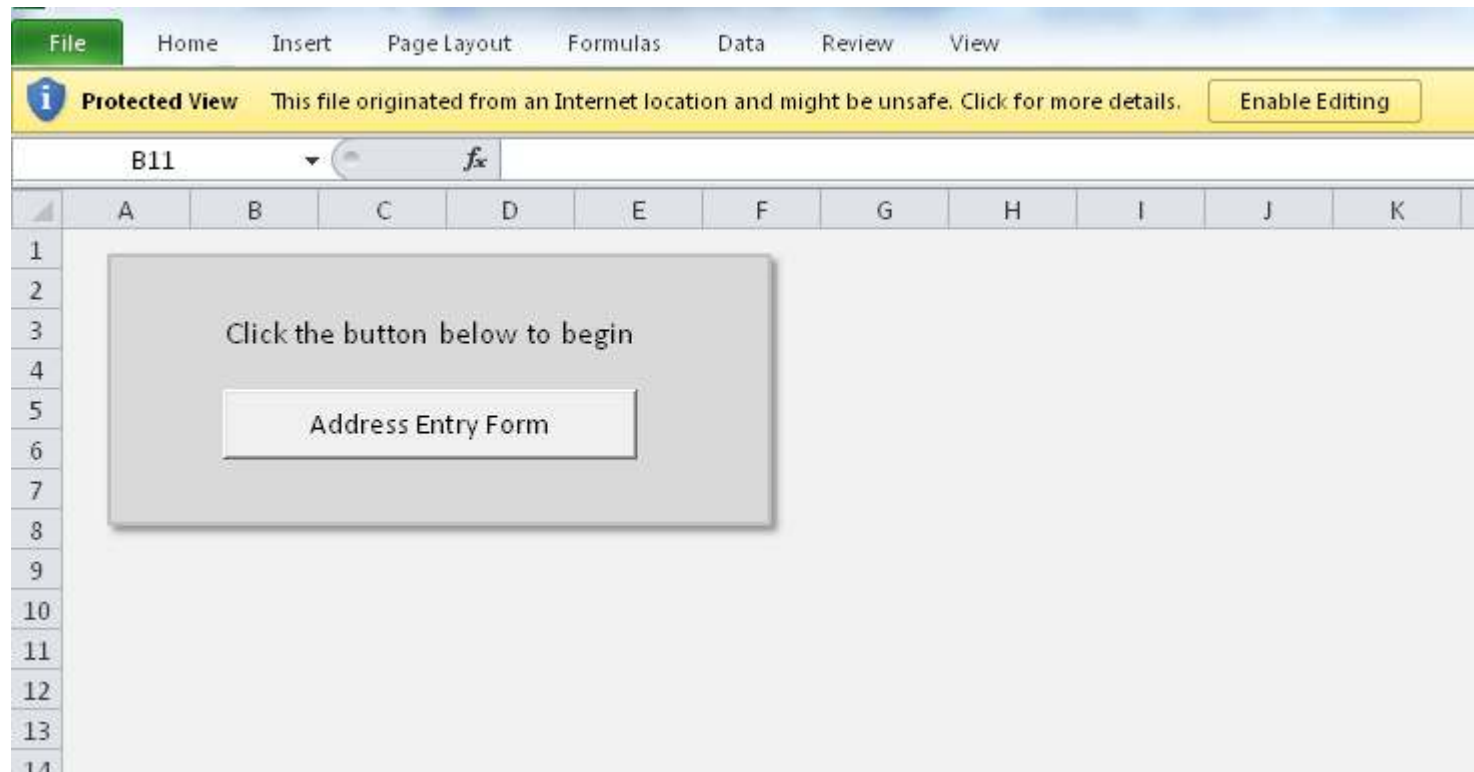 File Home Insert Page Layout Formulas Data Review View
Protected View This file originated from an Internet location and might be unsafe. Click for more details. Enable Editing
B11 fx
A B C D E F G H I J K
1
2
3 Click the button below to begin
4
5 Address Entry Form
6
7
8
9
10
11
12
13
14